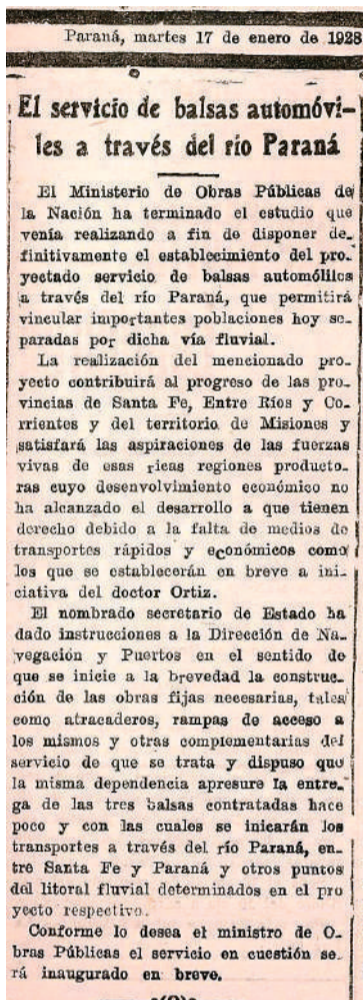 Paraná, martes 17 de enero de 1928
El servicio de balsas automóvi-
les a través del río Paraná
El Ministerio de Obras Públicas de
la Nación ha terminado el estudio que
venía realizando a fin de disponer de-
finitivamente el establecimiento del pro-
yectado servicio de balsas automóliles
a través del río Paraná, que permitirá
vincular importantes poblaciones hoy se-
paradas por dicha vía fluvial.
La realización del mencionado pro-
yecto contribuirá al progreso de las pro-
vincias de Santa Fe, Entre Ríos y Co-
rrientes y del territorio de Misiones y
satisfará las aspiraciones de las fuerzas
vivas de esas ricas regiones producto-
ras cuyo desenvolvimiento económico no
ha alcanzado el desarrollo a que tienen
derecho debido a la falta de medios de
transportes rápidos y económicos como
los que se establecerán en breve a ini-
ciativa del doctor Ortiz.
El nombrado secretario de Estado ha
dado instrucciones a la Dirección de Na-
vegación y Puertos en el sentido de
que se inicie a la brevedad la construc-
ción de las obras fijas necesarias, tales
como atracaderos, rampas de acceso a
los mismos y otras complementarias del
servicio de que se trata y dispuso que
la misma dependencia apresure la entre-
ga de las tres balsas contratadas hace
poco y con las cuales se inicarán los
transportes a través del río Paraná, en-
tre Santa Fe y Paraná y otros puntos
del litoral fluvial determinados en el pro
yecto respectivo.
Conforme lo desea el ministro de O-
bras Públicas el servicio en cuestión se-
rá inaugurado en breve.